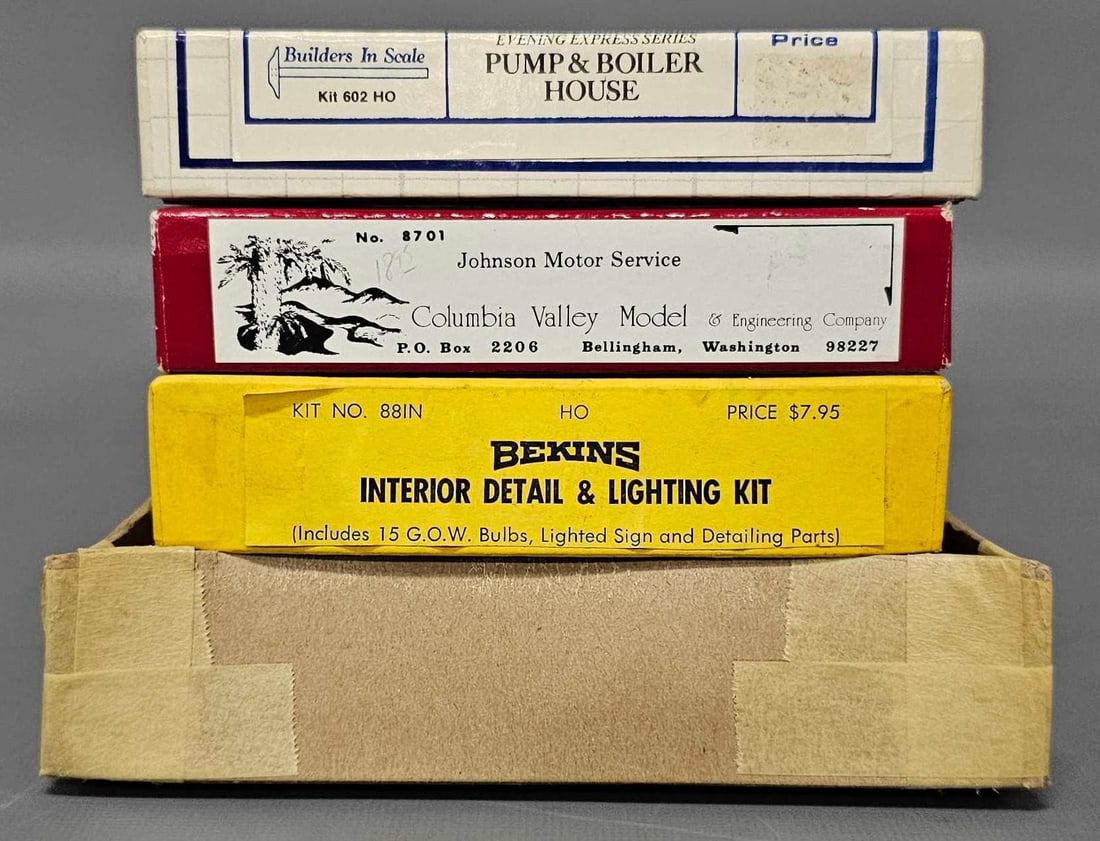 EVENING EXPRESS SERIES
Builders In Scale
Kit 602 HO
PUMP & BOILER
HOUSE
Price
No. 8701
Johnson Motor Service
Columbia Valley Model & Engineering Company
P.O. Box 2206 Bellingham, Washington 98227
KIT NO. 88IN HO PRICE $7.95
BEKINS
INTERIOR DETAIL & LIGHTING KIT
(Includes 15 G.O.W. Bulbs, Lighted Sign and Detailing Parts)